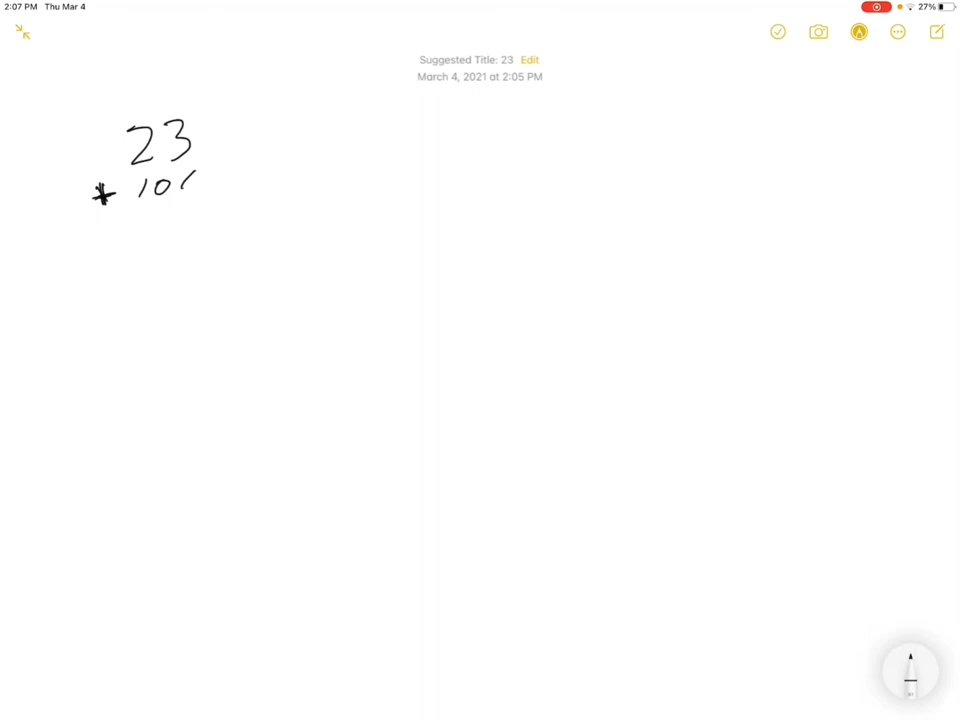 2:07 PM Thu Mar 4
27%
Suggested Title: 23 Edit
March 4, 2021 at 2:05 PM
23
* 10